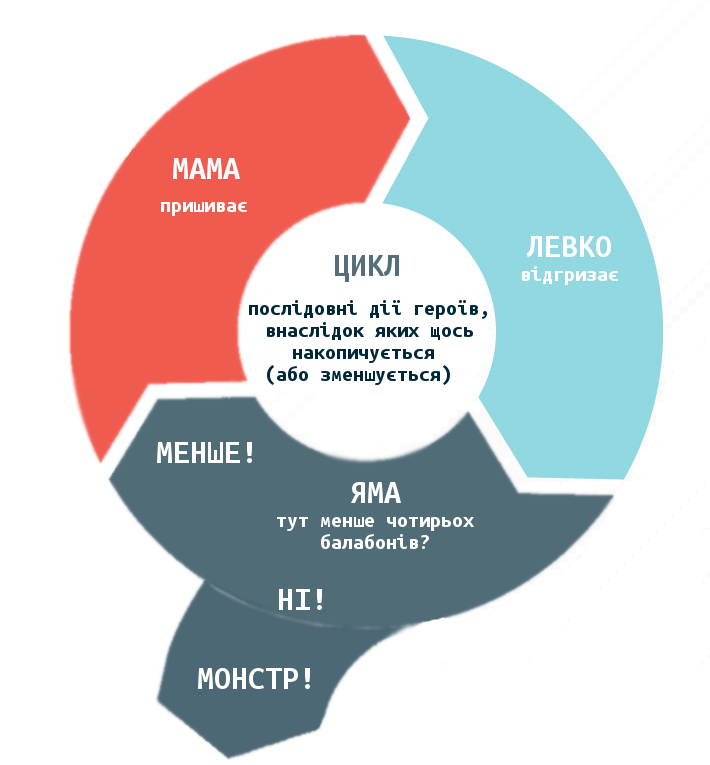 МАМА
пришиває
ЛЕВКО
відгризає
ЦИКЛ
послідовні дії героїв,
внаслідок яких щось
накопичується
(або зменшується)
МЕНШЕ!
ЯМА
тут менше чотирьох
балабонів?
НІ!
МОНСТР!